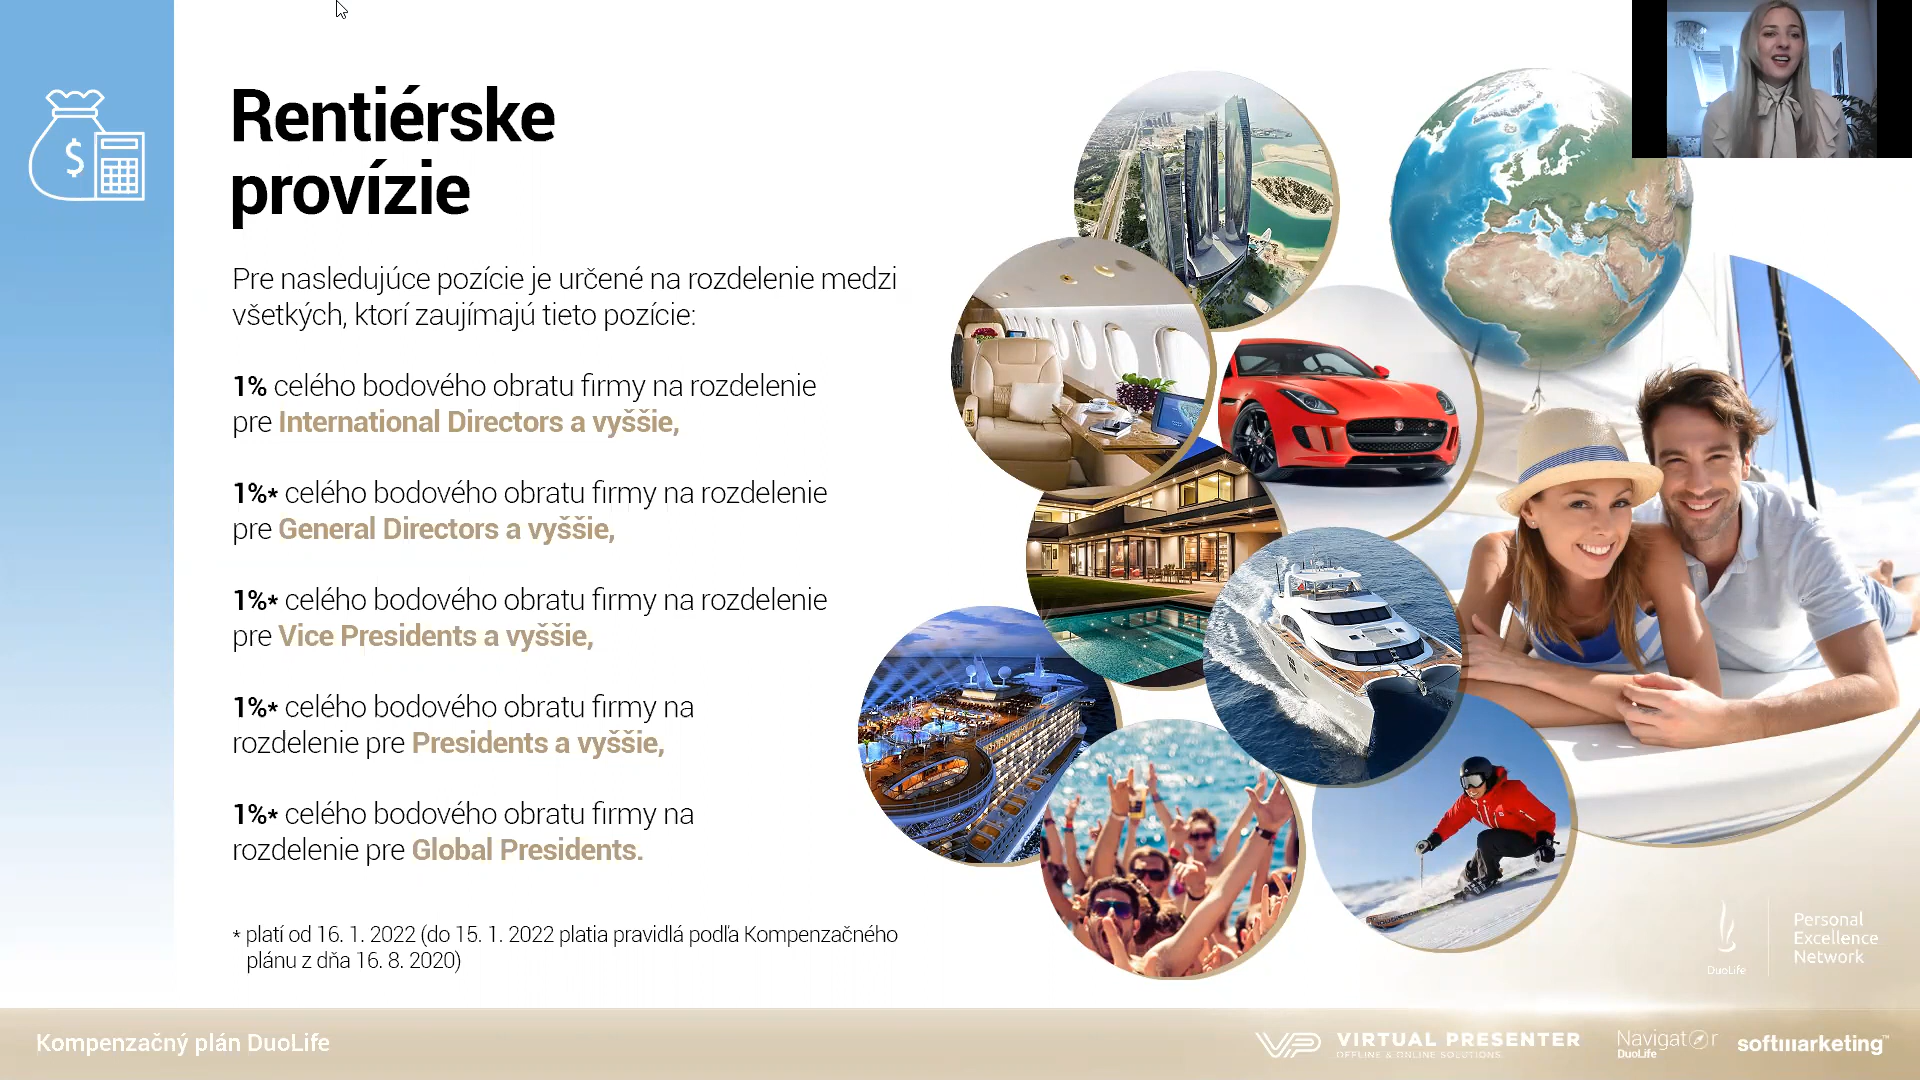 Rentiérske
provízie
Pre nasledujúce pozície je určené na rozdelenie medzi
všetkých, ktorí zaujímajú tieto pozície:
1% celého bodového obratu firmy na rozdelenie
pre International Directors a vyššie,
1%* celého bodového obratu firmy na rozdelenie
pre General Directors a vyššie,
1%* celého bodového obratu firmy na rozdelenie
pre Vice Presidents a vyššie,
1%* celého bodového obratu firmy na
rozdelenie pre Presidents a vyššie,
1%* celého bodového obratu firmy na
rozdelenie pre Global Presidents.
* platí od 16. 1. 2022 (do 15. 1. 2022 platia pravidlá podľa Kompenzačného
plánu z dňa 16. 8. 2020)
DuoLife
Personal
Excellence
Network
Kompenzačný plán DuoLife
VP VIRTUAL PRESENTER
OFFLINE & ONLINE SOLUTIONS
Navigator
DuoLife
softmarketing™